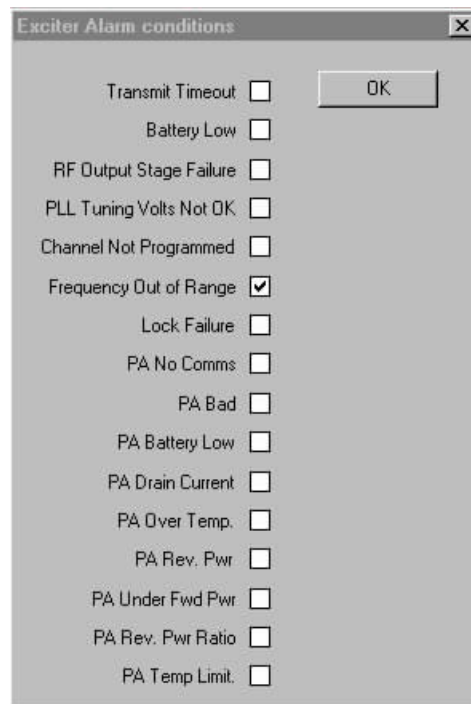 Exciter Alarm conditions
Transmit Timeout
OK
Battery Low
RF Output Stage Failure
PLL Tuning Volts Not OK
Channel Not Programmed
Frequency Out of Range
Lock Failure
PA No Comms
PA Bad
PA Battery Low
PA Drain Current
PA Over Temp.
PA Rev. Pwr
PA Under Fwd Pwr
PA Rev. Pwr Ratio
PA Temp Limit.